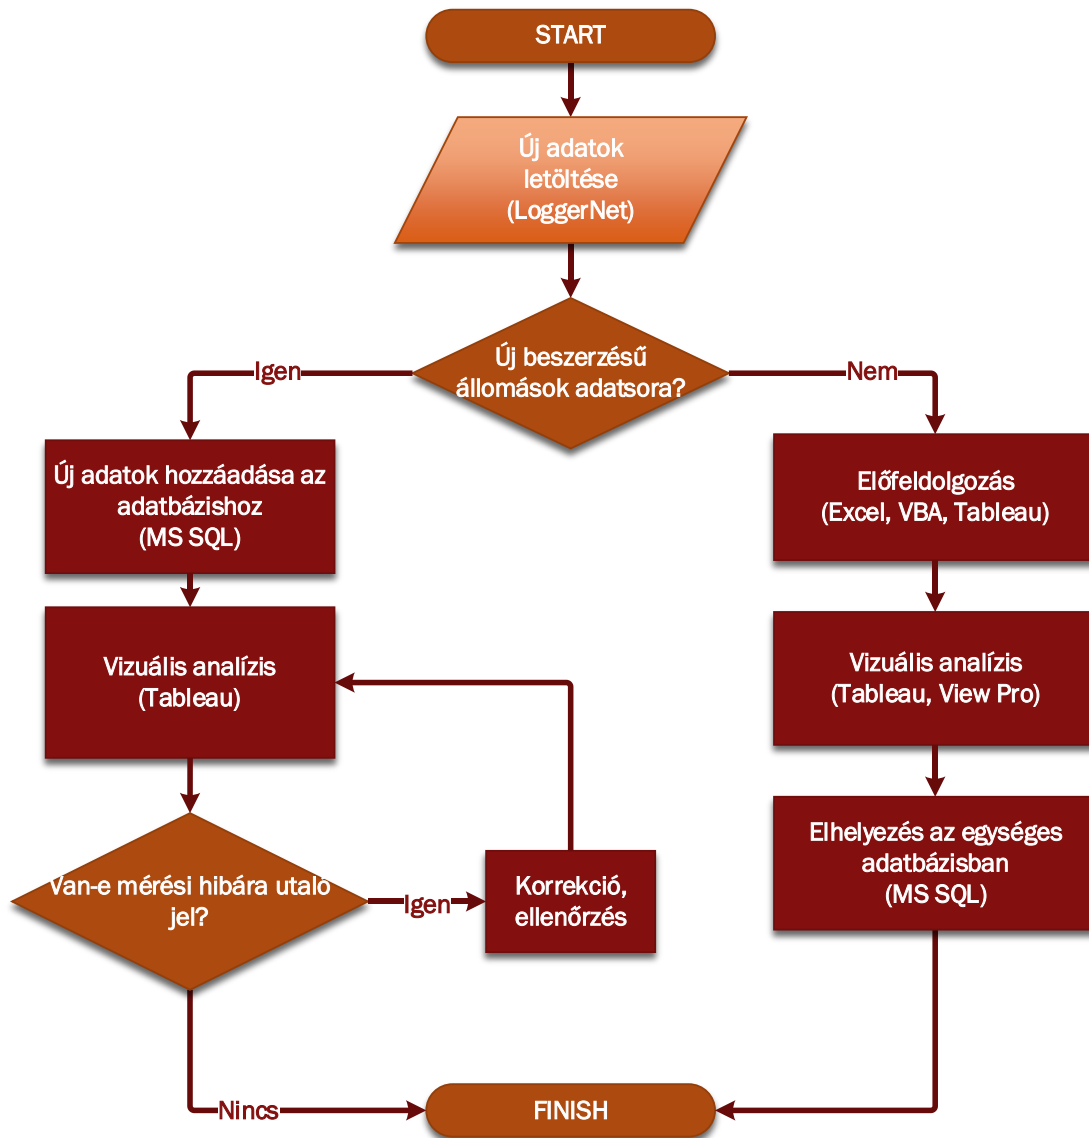 START
Új adatok
letöltése
(LoggerNet)
Új beszerzésű
állomások adatsora?
Igen
Nem
Új adatok hozzáadása az
adatbázishoz
(MS SQL)
Előfeldolgozás
(Excel, VBA, Tableau)
Vizuális analízis
(Tableau)
Vizuális analízis
(Tableau, View Pro)
Elhelyezés az egységes
adatbázisban
(MS SQL)
Van-e mérési hibára utaló
jel?
Igen
Korrekció,
ellenőrzés
Nincs
FINISH